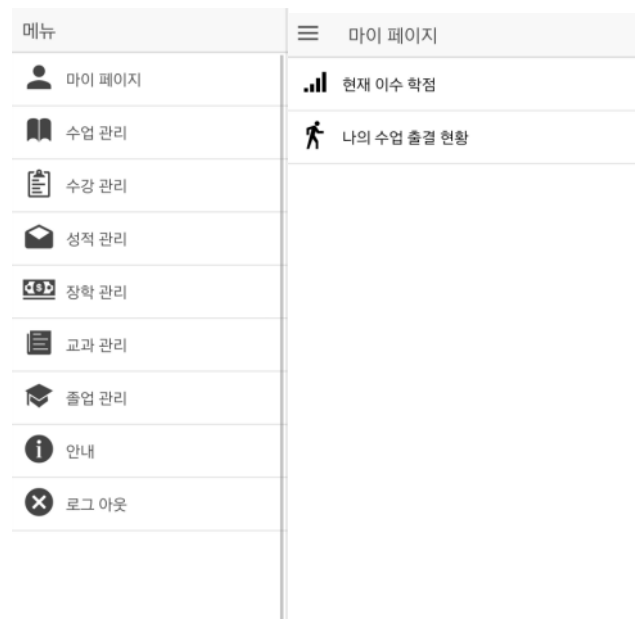 메뉴
마이 페이지
수업 관리
수강 관리
성적 관리
장학 관리
교과 관리
졸업 관리
안내
로그 아웃
마이 페이지
현재 이수 학점
나의 수업 출결 현황